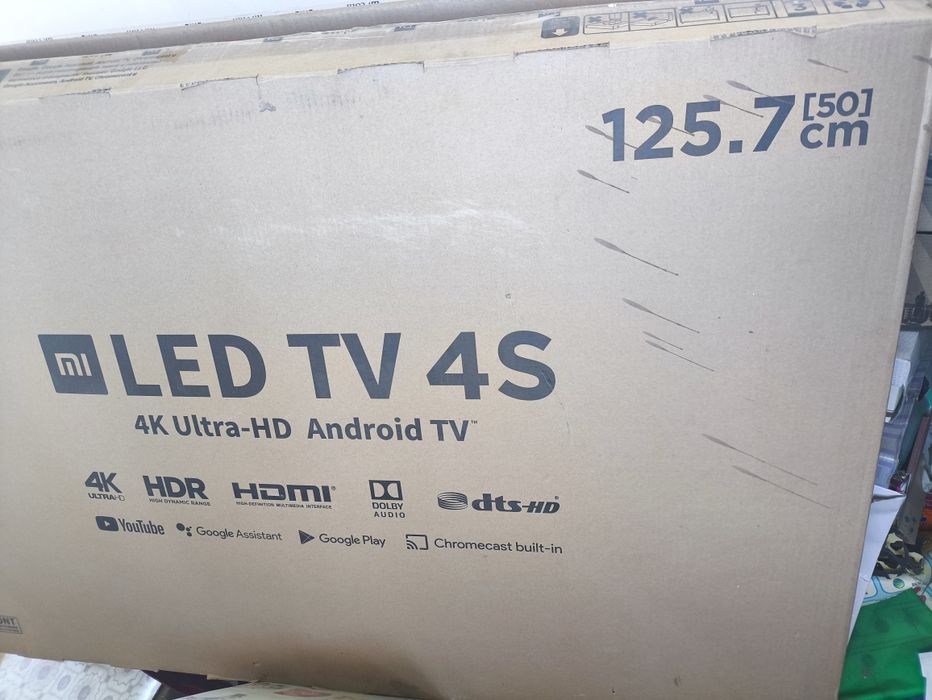 125.7 [50] cm
mi LED TV 4S
4K Ultra-HD Android TV™
4K ULTRA-HD
HDR HIGH DYNAMIC RANGE
HDMI® HIGH-DEFINITION MULTIMEDIA INTERFACE
DOLBY AUDIO
dts-HD®
YouTube Google Assistant Google Play Chromecast built-in